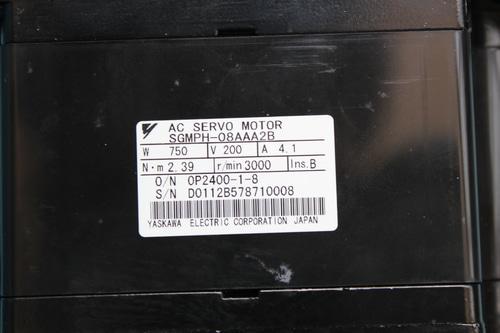 AC SERVO MOTOR
SGMPH-08AAA2B
W 750 V 200 A 4.1
N·m 2.39 r/min 3000 Ins.B
O/N 0P2400-1-8
S/N D0112B578710008
YASKAWA ELECTRIC CORPORATION JAPAN